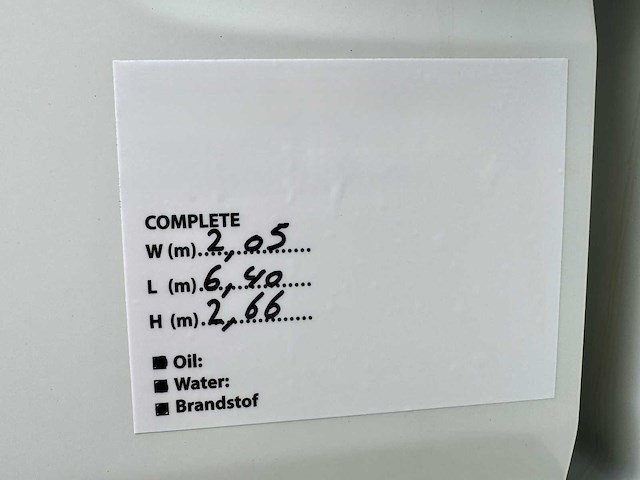 COMPLETE
W (m)..2,05......
L (m).6,40......
H (m).2,66......
■ Oil:
■ Water:
■ Brandstof